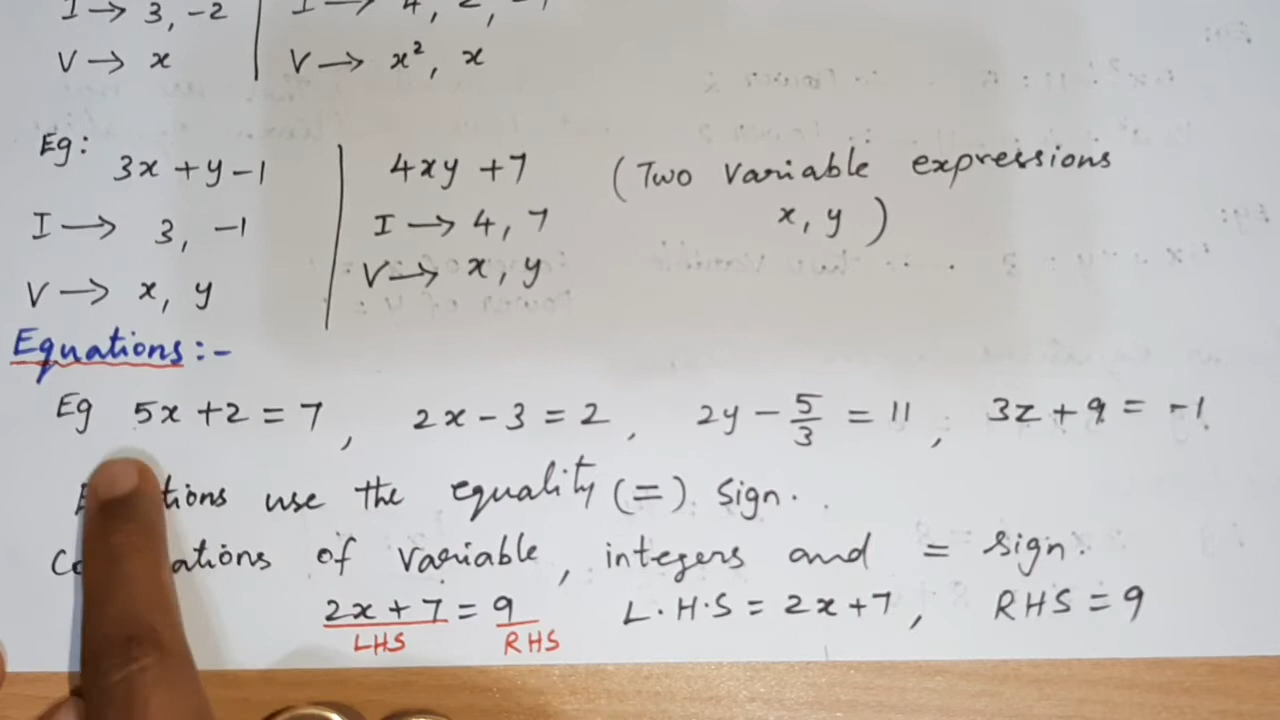 I → 3, -2 | I → 4, 2,
V → x | V → x², x
Eg: 3x + y - 1 | 4xy + 7 (Two variable expressions
I → 3, -1 | I → 4, 7 x, y )
V → x, y | V → x, y
Equations:-
Eg 5x + 2 = 7, 2x - 3 = 2, 2y - 5/3 = 11, 3z + 9 = -1
use the equality (=) sign.
of variable, integers and = sign.
2x + 7 = 9 L.H.S = 2x + 7, RHS = 9
LHS RHS